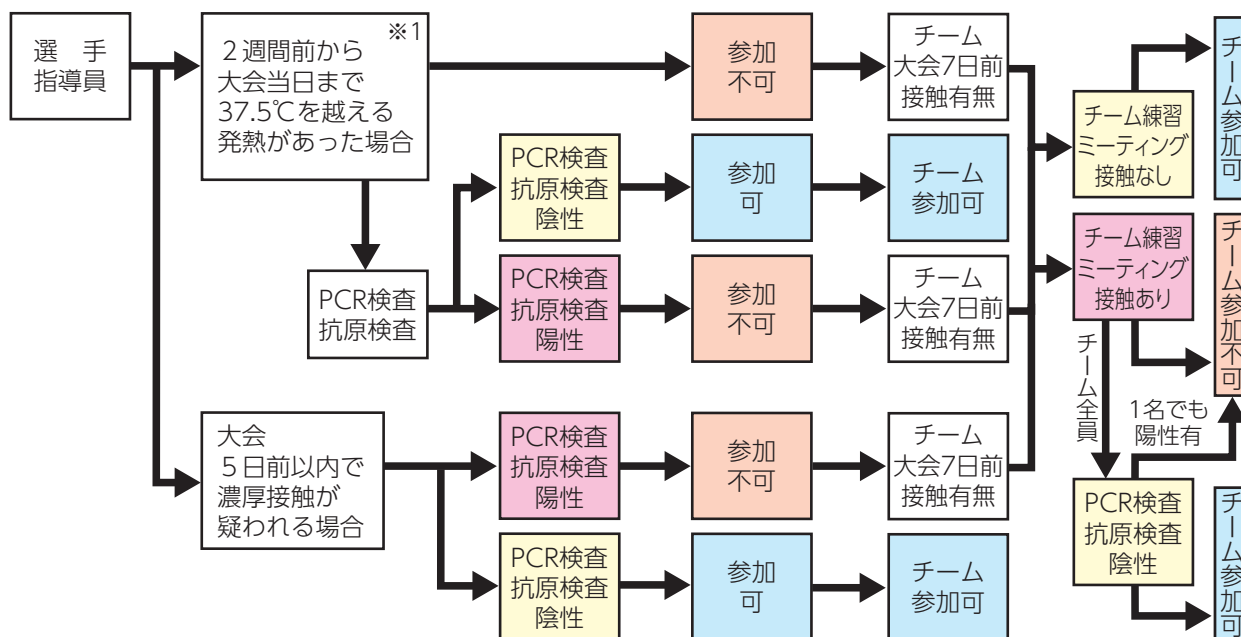 選 手
指導員
※1
2週間前から
大会当日まで
37.5℃を越える
発熱があった場合
参加
不可
チーム
大会7日前
接触有無
チーム練習
ミーティング
接触なし
チーム参加可
PCR検査
抗原検査
陰性
参加
可
チーム
参加可
PCR検査
抗原検査
PCR検査
抗原検査
陽性
参加
不可
チーム
大会7日前
接触有無
チーム練習
ミーティング
接触あり
チーム参加不可
チーム全員
1名でも
陽性有
大会
5日前以内で
濃厚接触が
疑われる場合
PCR検査
抗原検査
陽性
参加
不可
チーム
大会7日前
接触有無
PCR検査
抗原検査
陰性
チーム参加可
PCR検査
抗原検査
陰性
参加
可
チーム
参加可